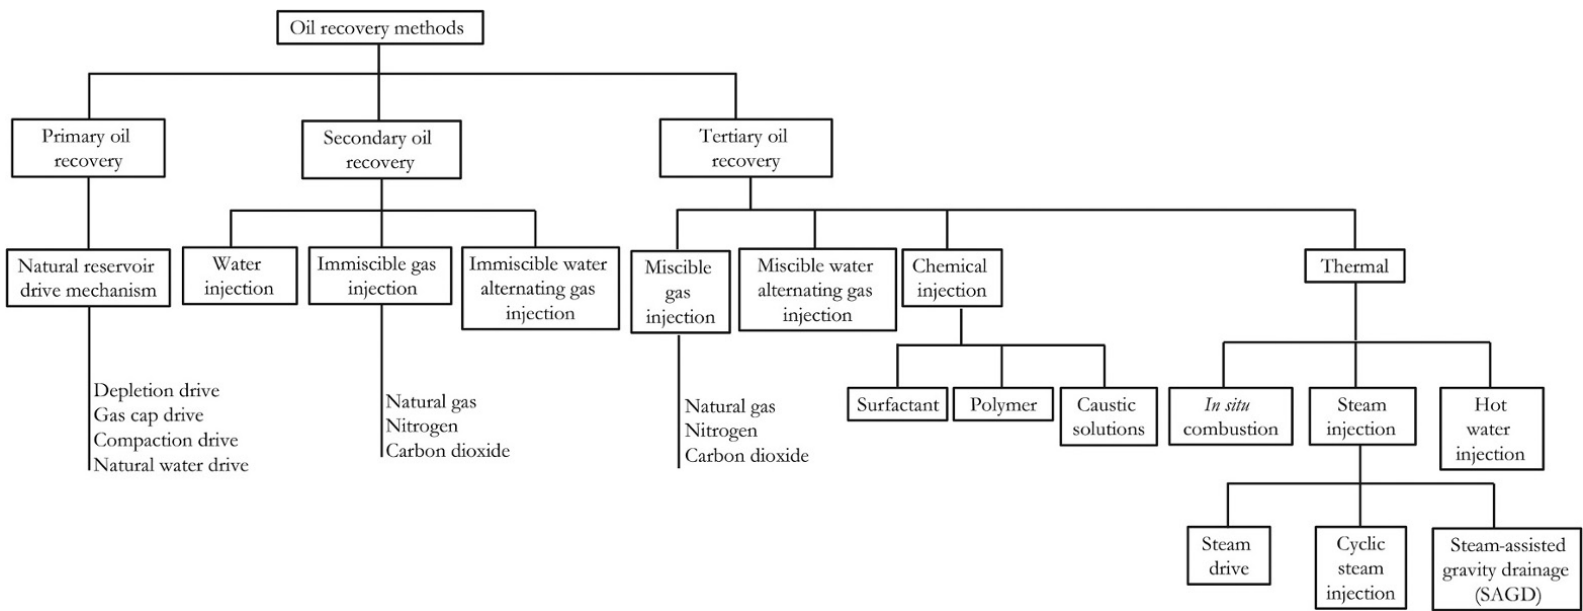 Oil recovery methods
Primary oil
recovery
Secondary oil
recovery
Tertiary oil
recovery
Natural reservoir
drive mechanism
Water
injection
Immiscible gas
injection
Immiscible water
alternating gas
injection
Miscible
gas
injection
Miscible water
alternating gas
injection
Chemical
injection
Thermal
Depletion drive
Gas cap drive
Compaction drive
Natural water drive
Natural gas
Nitrogen
Carbon dioxide
Natural gas
Nitrogen
Carbon dioxide
Surfactant
Polymer
Caustic
solutions
In situ
combustion
Steam
injection
Hot
water
injection
Steam
drive
Cyclic
steam
injection
Steam-assisted
gravity drainage
(SAGD)